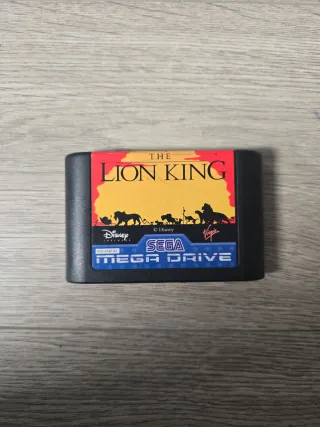 THE
LION KING
© Disney
Disney
Virgin
SEGA
MEGA DRIVE